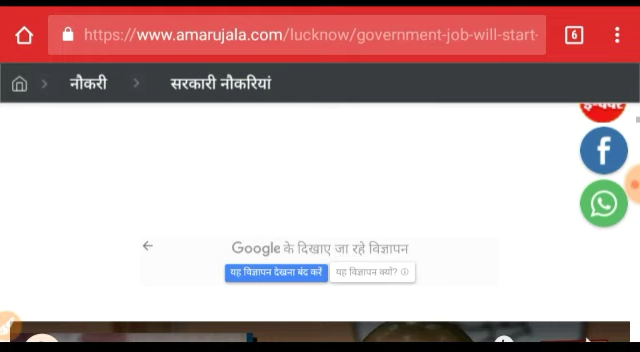 https://www.amarujala.com/lucknow/government-job-will-start-
6
नौकरी > सरकारी नौकरियां
f
Google के दिखाए जा रहे विज्ञापन
यह विज्ञापन देखना बंद करें
यह विज्ञापन क्यों?